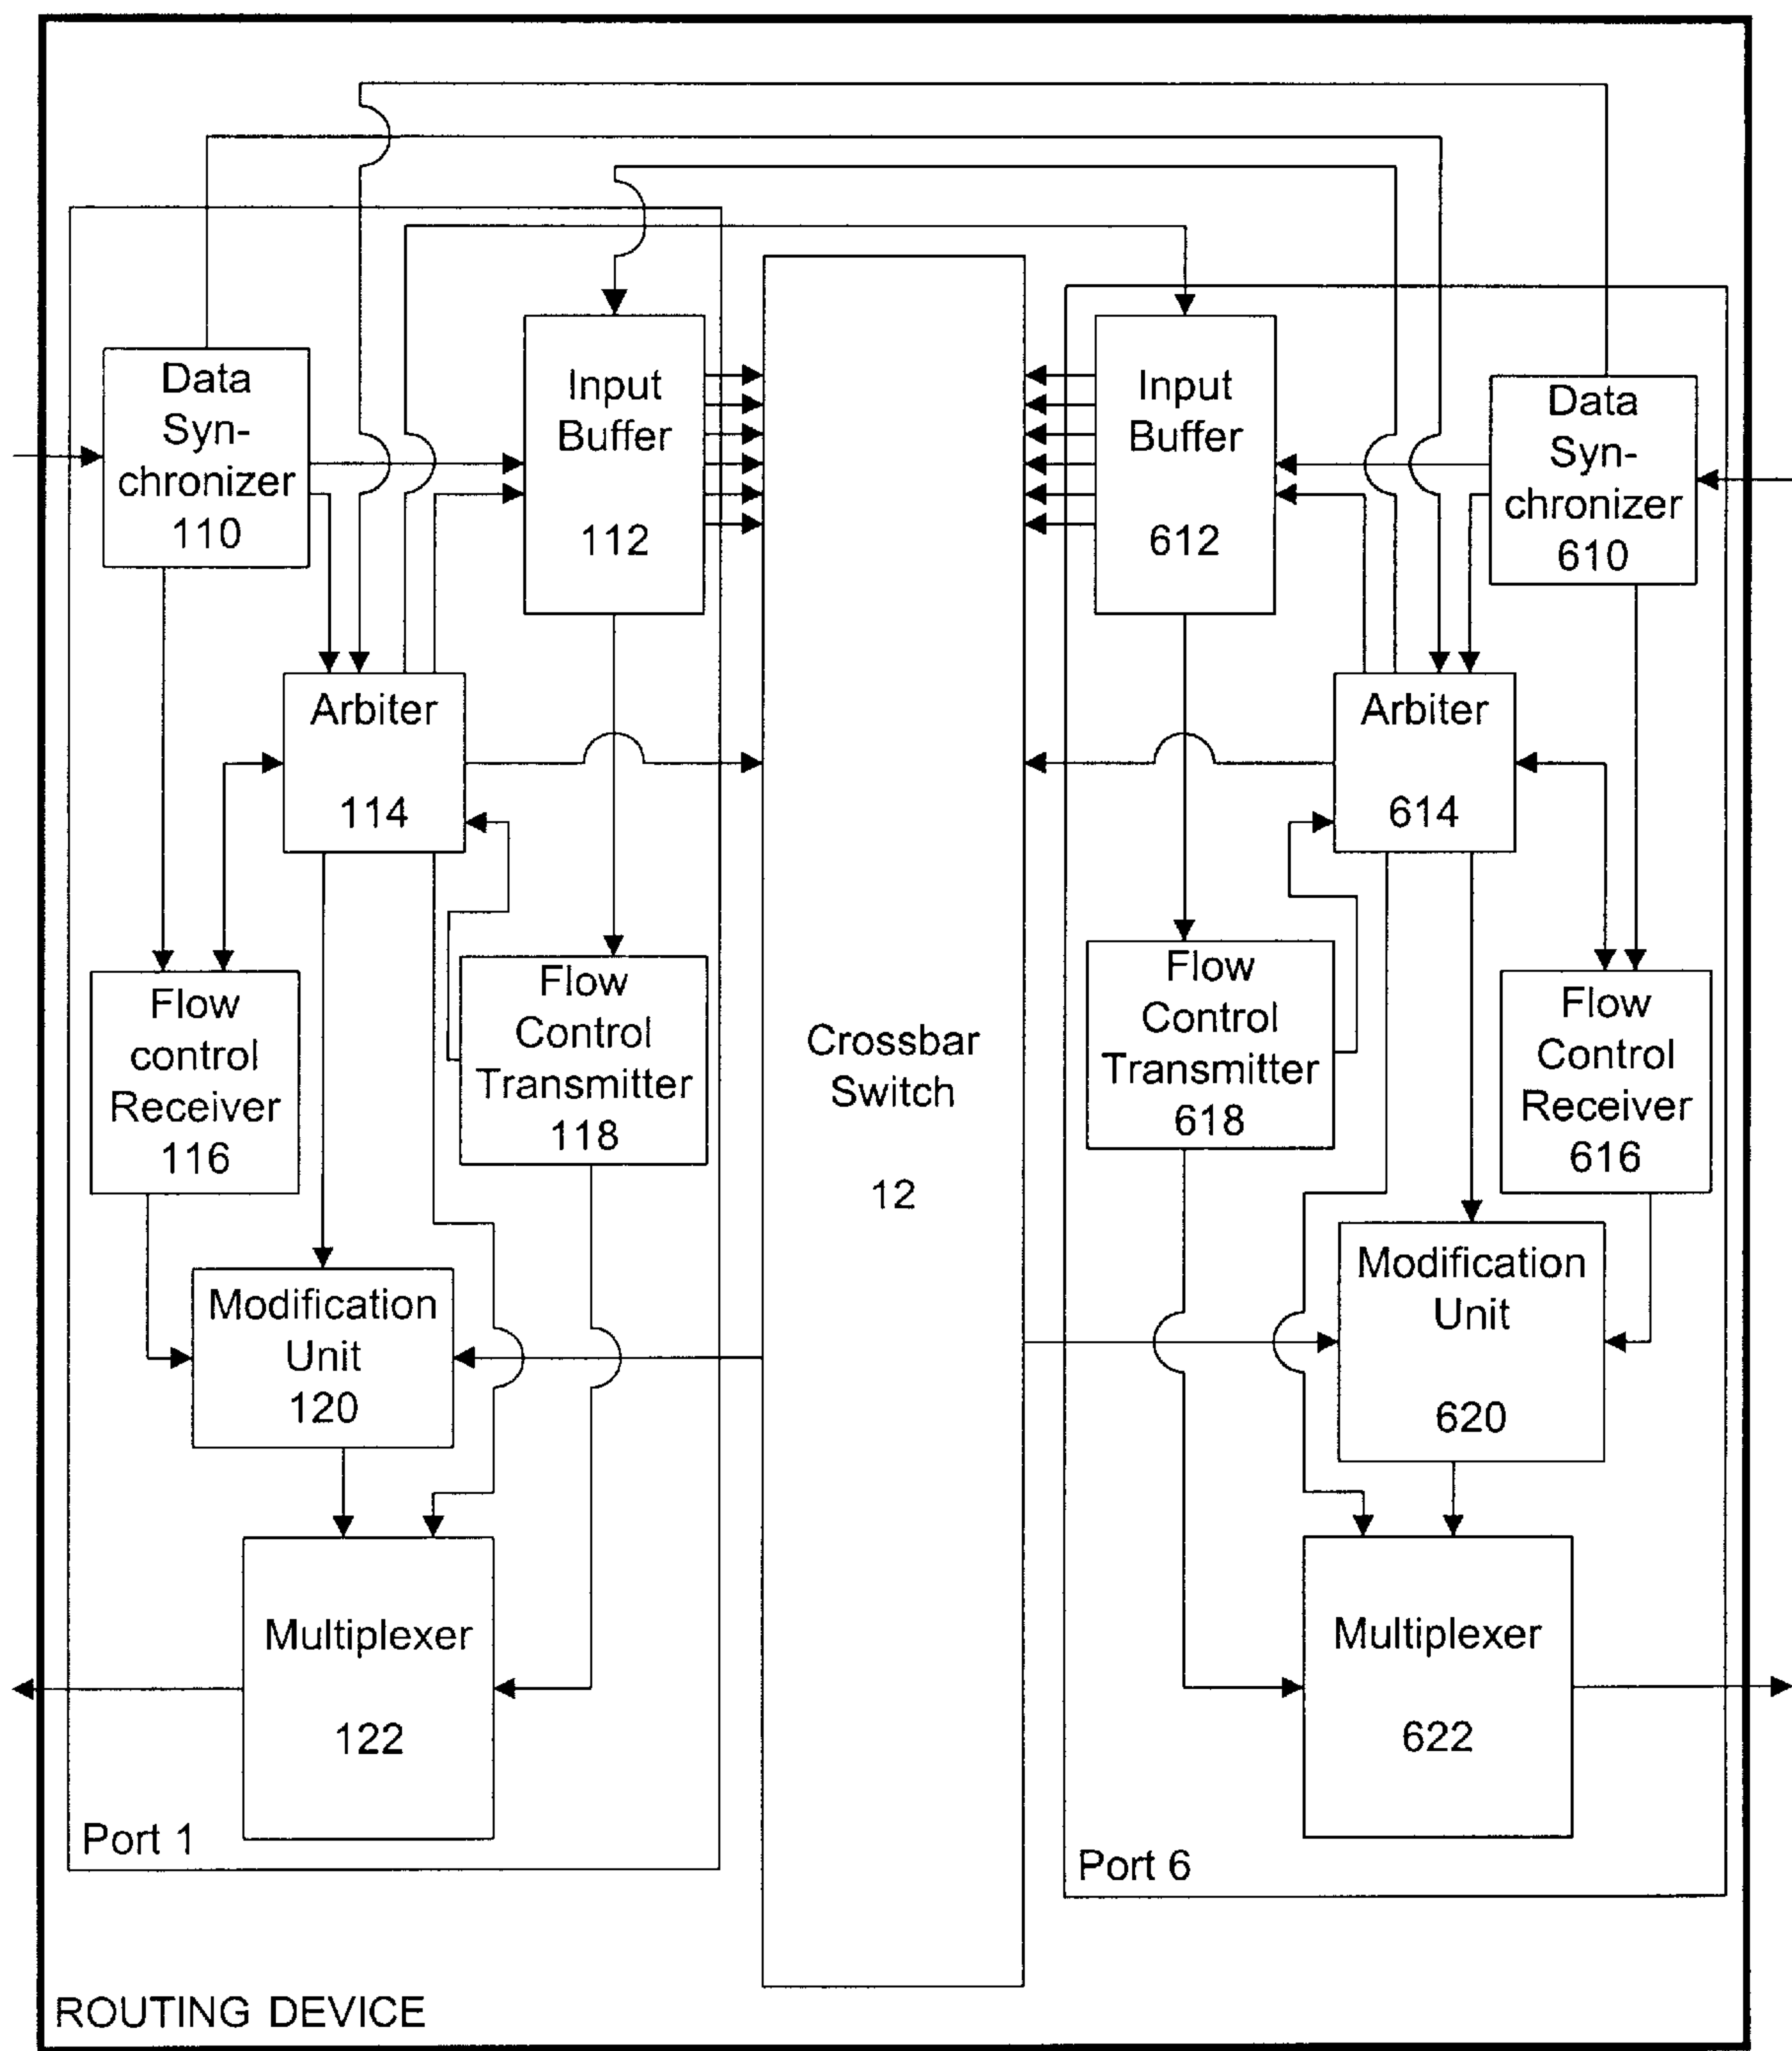 Data
Syn-
chronizer
110
Input
Buffer
112
Arbiter
114
Flow
control
Receiver
116
Flow
Control
Transmitter
118
Modification
Unit
120
Multiplexer
122
Port 1
Crossbar
Switch
12
Input
Buffer
612
Data
Syn-
chronizer
610
Arbiter
614
Flow
Control
Transmitter
618
Flow
Control
Receiver
616
Modification
Unit
620
Multiplexer
622
Port 6
ROUTING DEVICE